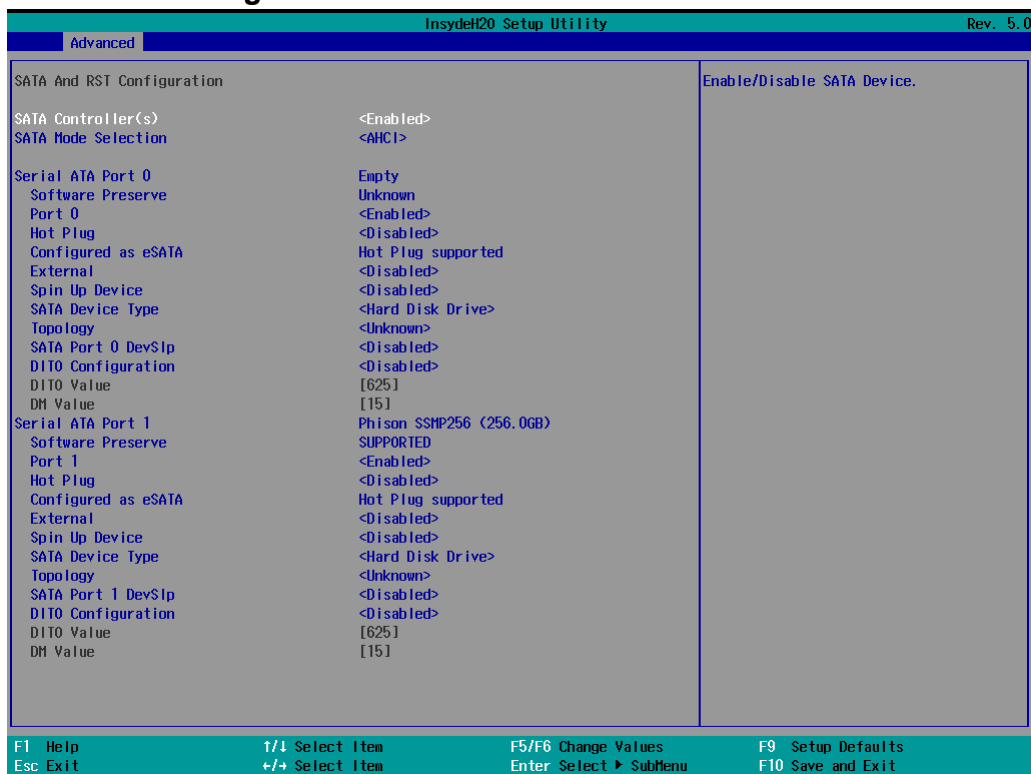 InsydeH20 Setup Utility Rev. 5.0
Advanced
SATA And RST Configuration Enable/Disable SATA Device.
SATA Controller(s) <Enabled>
SATA Mode Selection <AHCI>
Serial ATA Port 0 Empty
Software Preserve Unknown
Port 0 <Enabled>
Hot Plug <Disabled>
Configured as eSATA Hot Plug supported
External <Disabled>
Spin Up Device <Disabled>
SATA Device Type <Hard Disk Drive>
Topology <Unknown>
SATA Port 0 DevSlp <Disabled>
DITO Configuration <Disabled>
DITO Value [625]
DM Value [15]
Serial ATA Port 1 Phison SSMP256 (256.0GB)
Software Preserve SUPPORTED
Port 1 <Enabled>
Hot Plug <Disabled>
Configured as eSATA Hot Plug supported
External <Disabled>
Spin Up Device <Disabled>
SATA Device Type <Hard Disk Drive>
Topology <Unknown>
SATA Port 1 DevSlp <Disabled>
DITO Configuration <Disabled>
DITO Value [625]
DM Value [15]
F1 Help ↑/↓ Select Item F5/F6 Change Values F9 Setup Defaults
Esc Exit ←/→ Select Item Enter Select ▶ SubMenu F10 Save and Exit